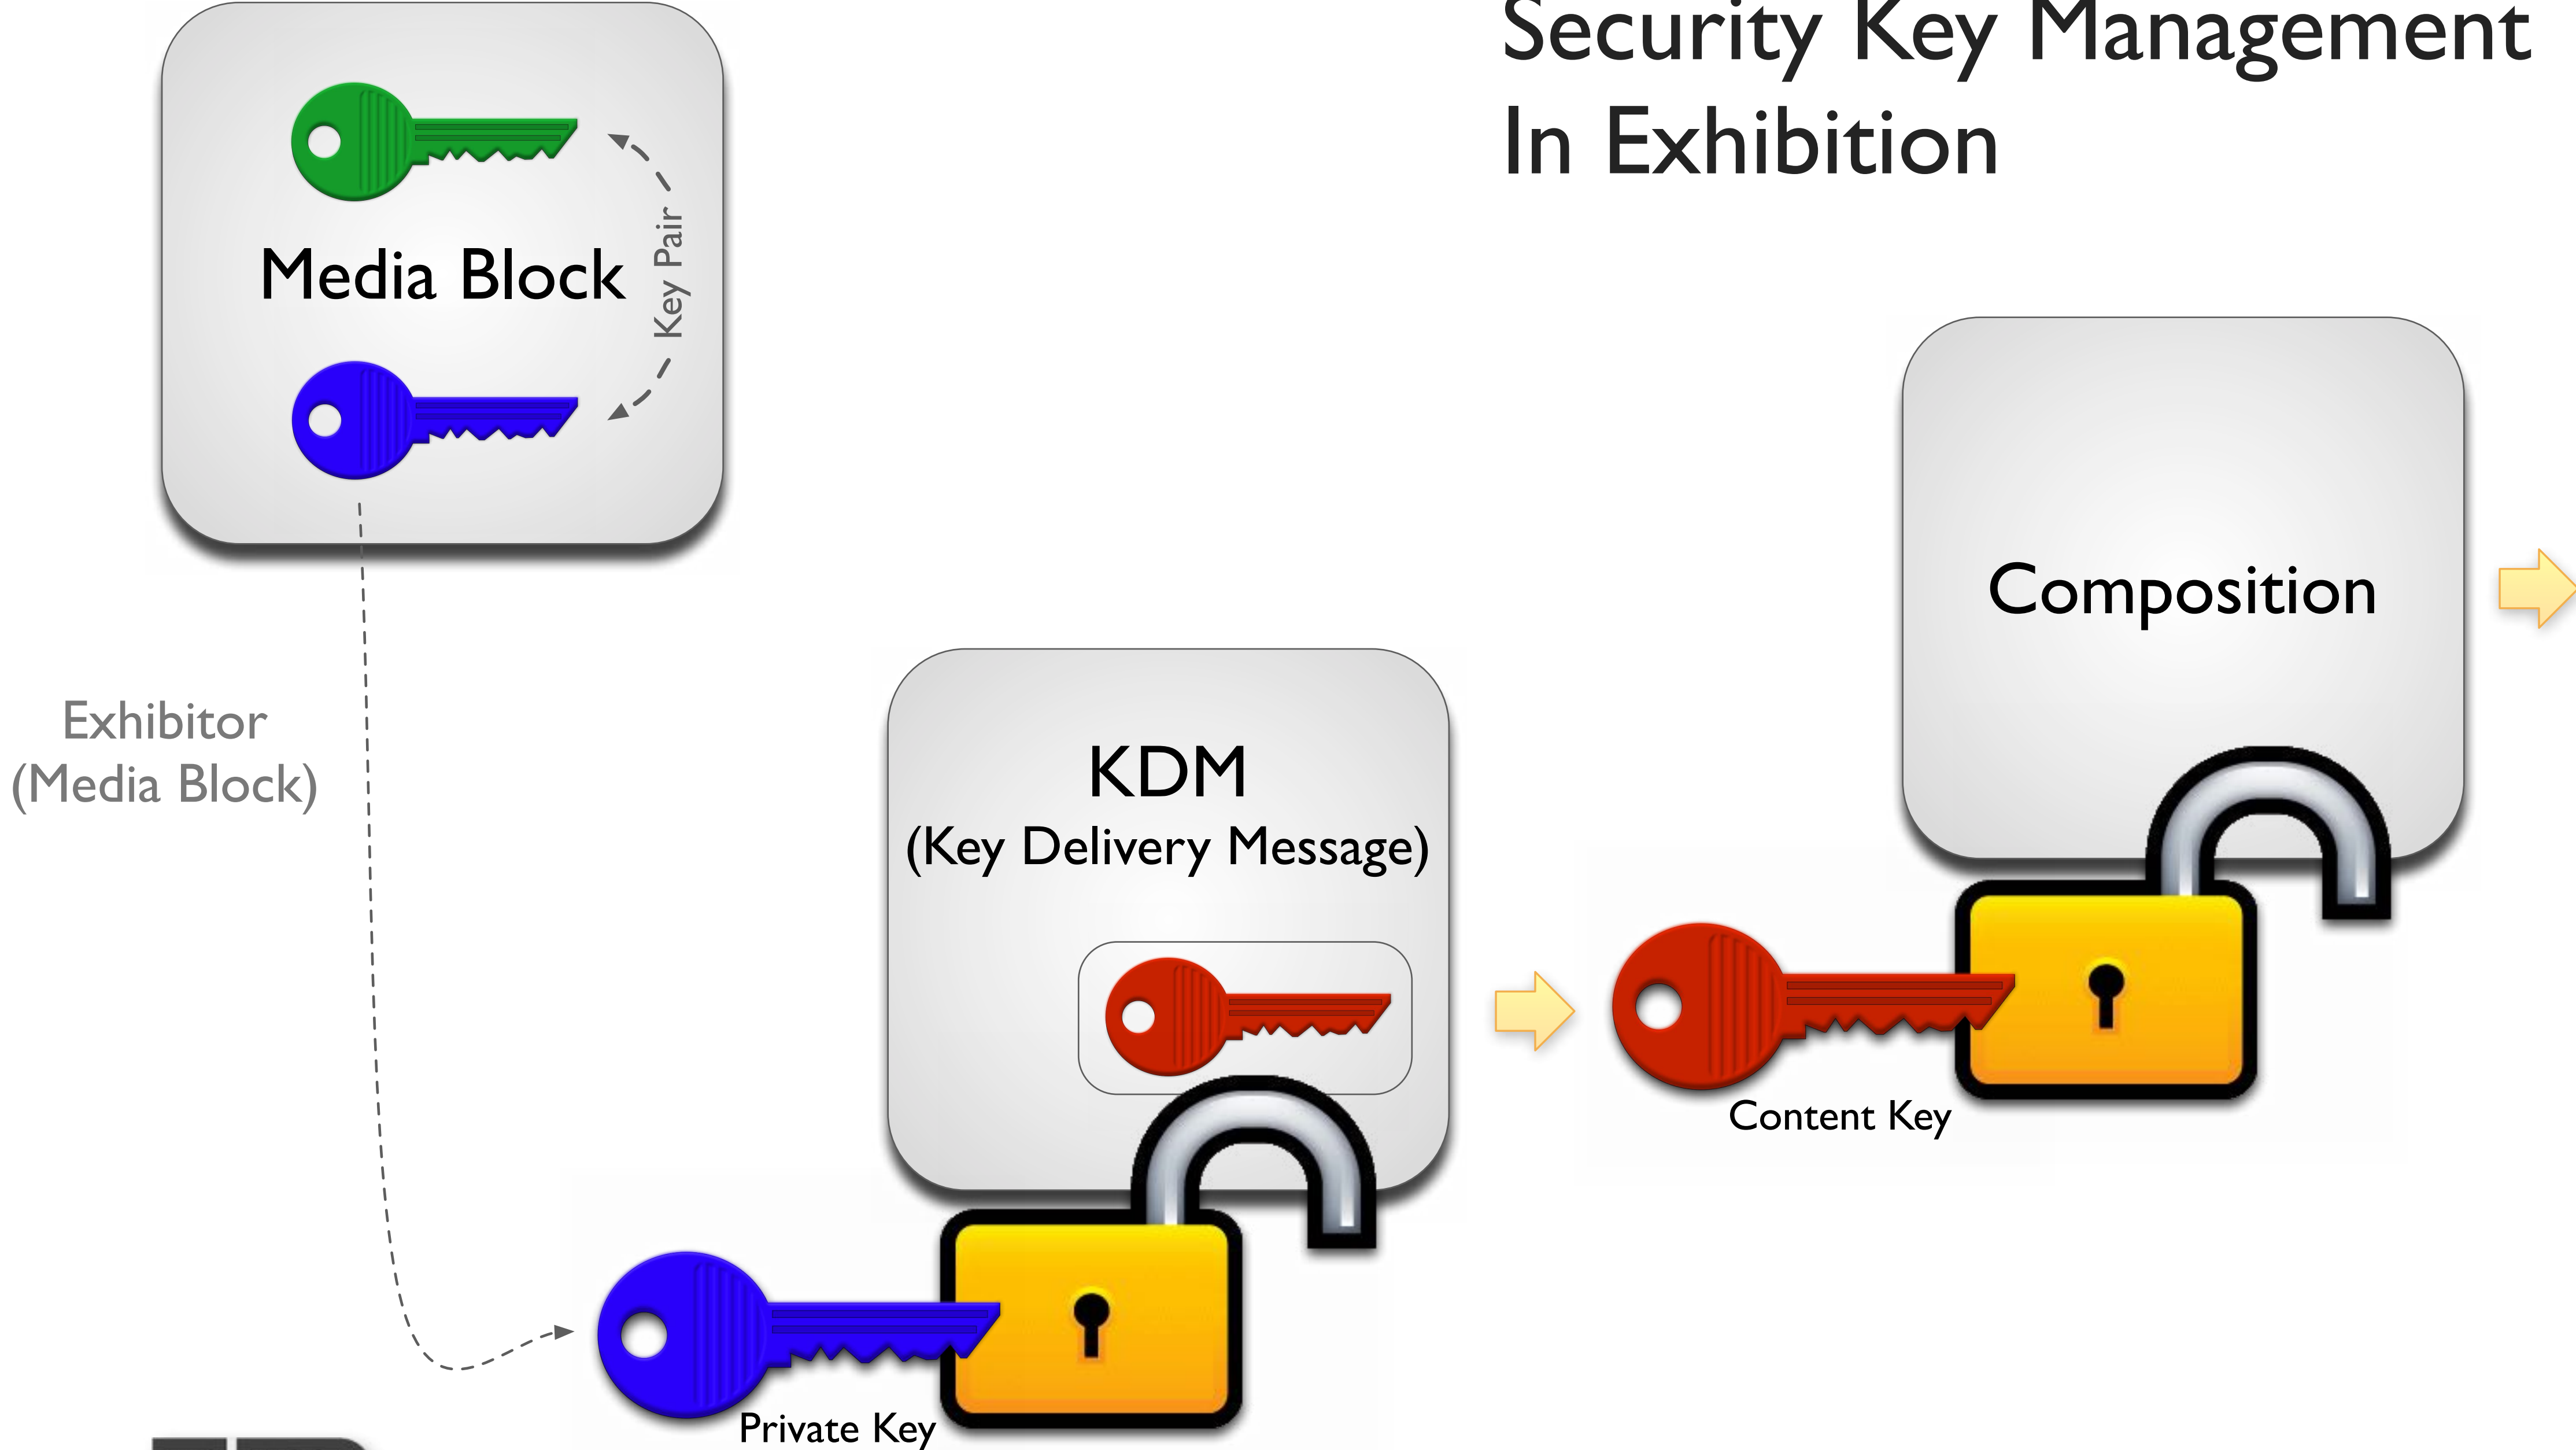 Security Key Management
In Exhibition
Media Block
Key Pair
Composition
Exhibitor
(Media Block)
KDM
(Key Delivery Message)
Content Key
Private Key